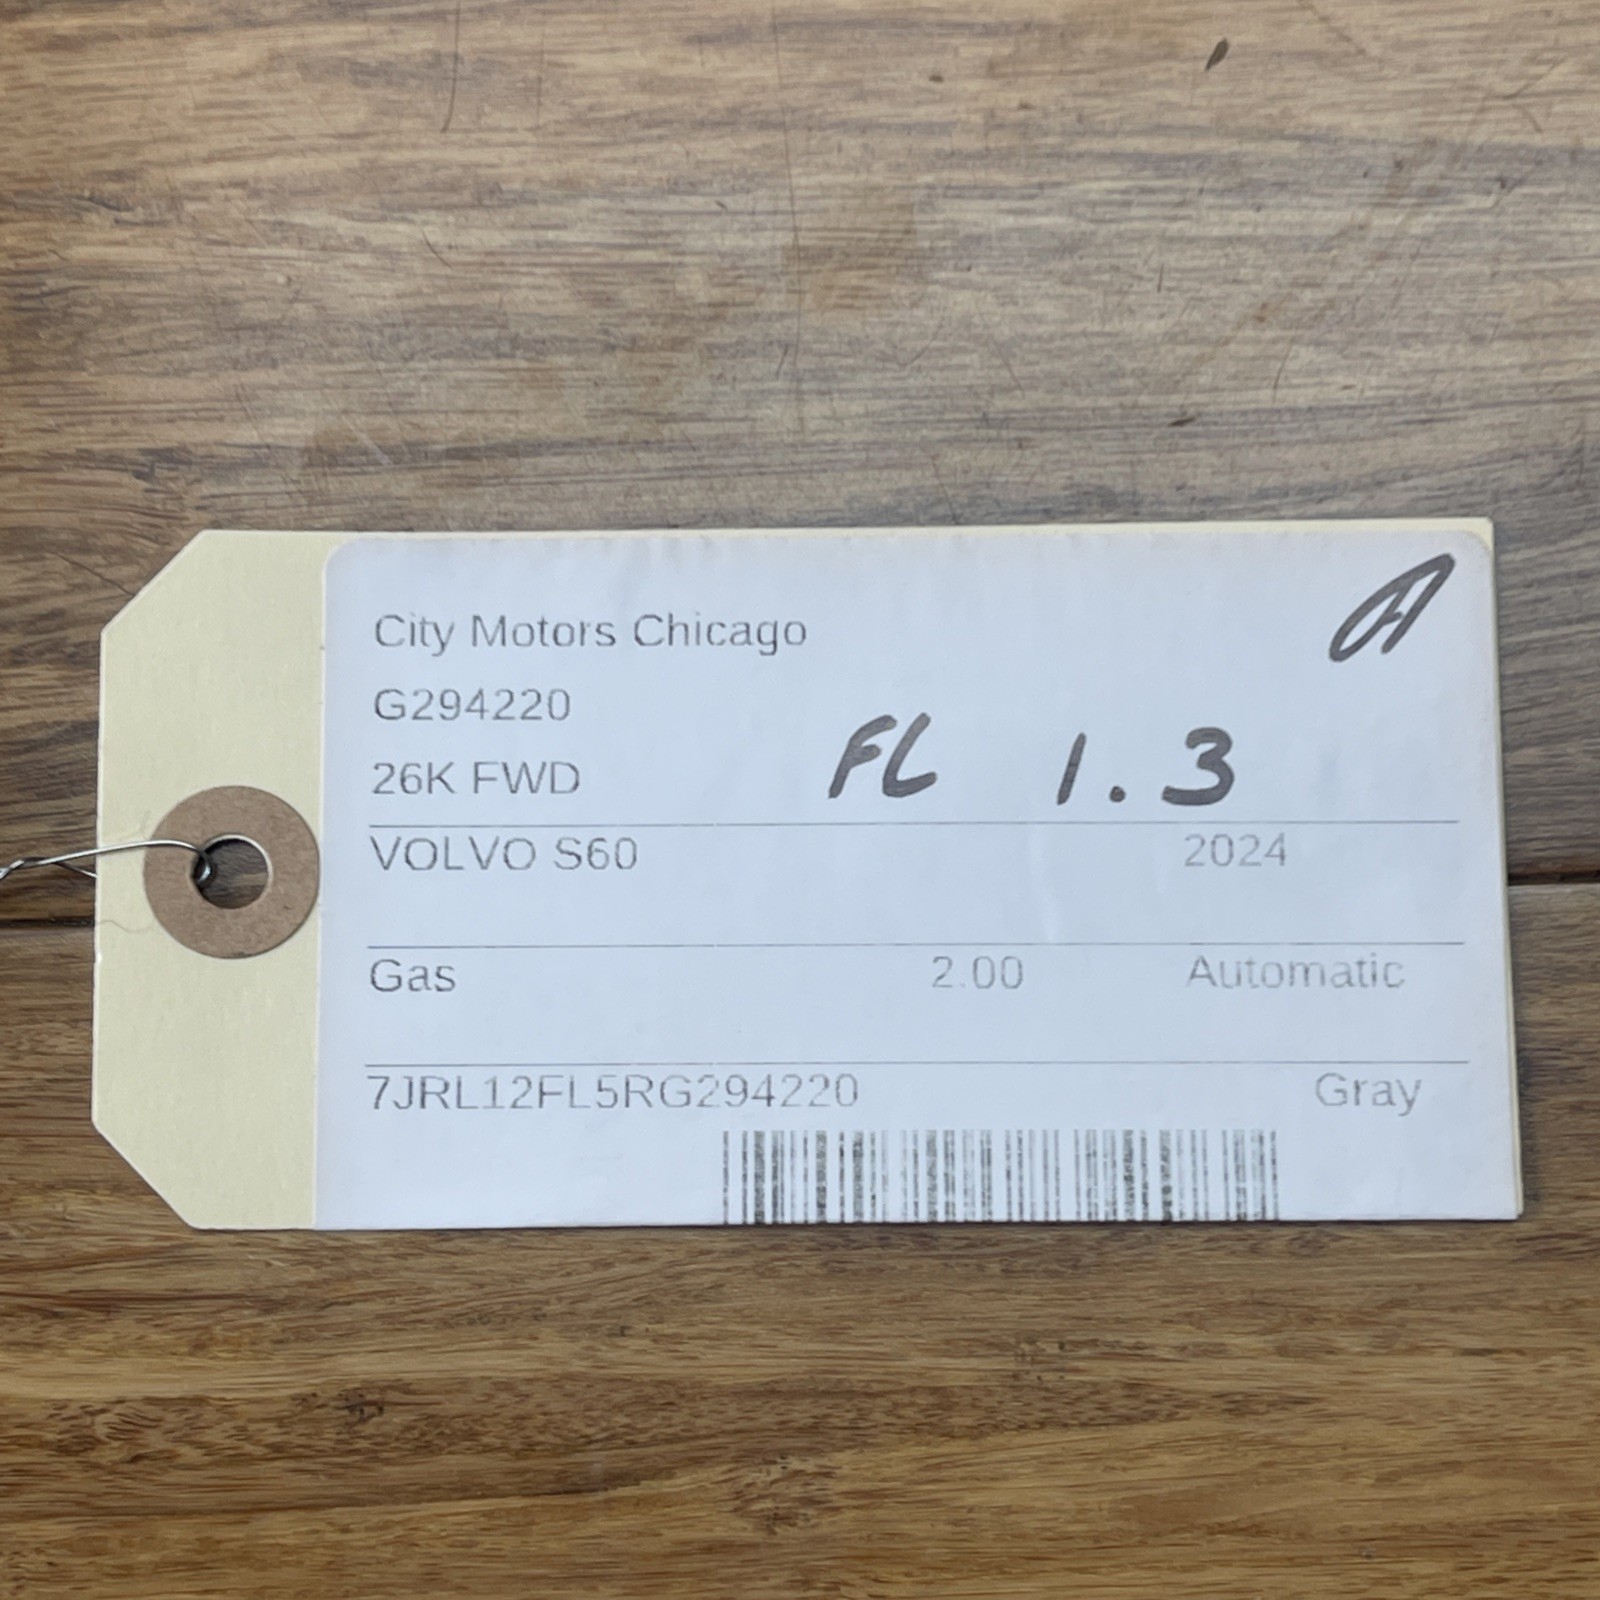 City Motors Chicago
A
G294220
26K FWD FL 1.3
VOLVO S60 2024
Gas 2.00 Automatic
7JRL12FL5RG294220 Gray